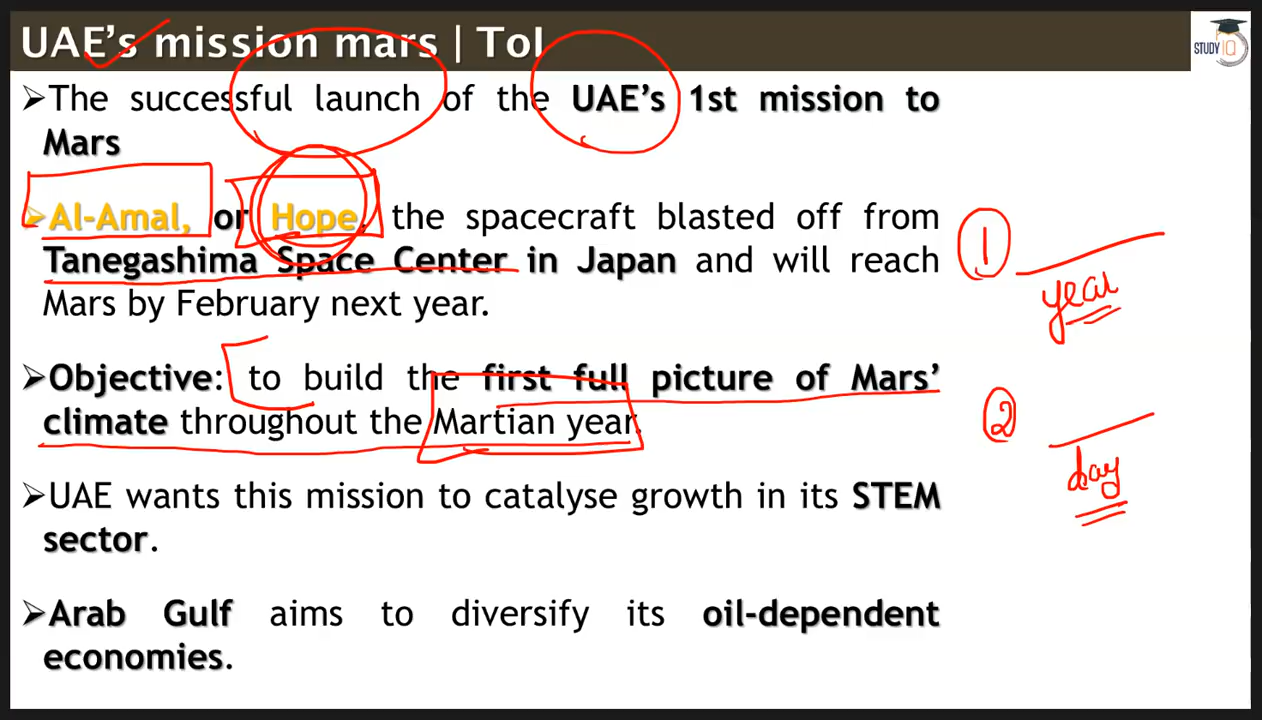 UAE's mission mars | ToI
STUDY IQ
➢The successful launch of the UAE's 1st mission to
Mars
➢Al-Amal, or Hope, the spacecraft blasted off from
Tanegashima Space Center in Japan and will reach
Mars by February next year.
➢Objective: to build the first full picture of Mars'
climate throughout the Martian year.
➢UAE wants this mission to catalyse growth in its STEM
sector.
➢Arab Gulf aims to diversify its oil-dependent
economies.
1
year
2
day